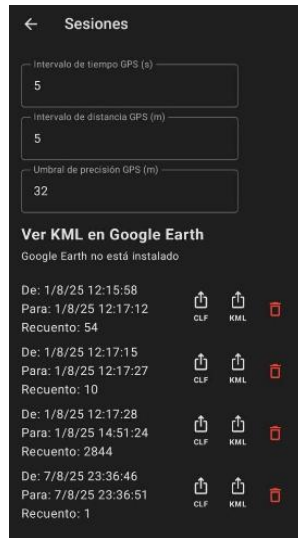 Sesiones
Intervalo de tiempo GPS (s)
5
Intervalo de distancia GPS (m)
5
Umbral de precisión GPS (m)
32
Ver KML en Google Earth
Google Earth no está instalado
De: 1/8/25 12:15:58
Para: 1/8/25 12:17:12
Recuento: 54
CLF KML
De: 1/8/25 12:17:15
Para: 1/8/25 12:17:27
Recuento: 10
CLF KML
De: 1/8/25 12:17:28
Para: 1/8/25 14:51:24
Recuento: 2844
CLF KML
De: 7/8/25 23:36:46
Para: 7/8/25 23:36:51
Recuento: 1
CLF KML